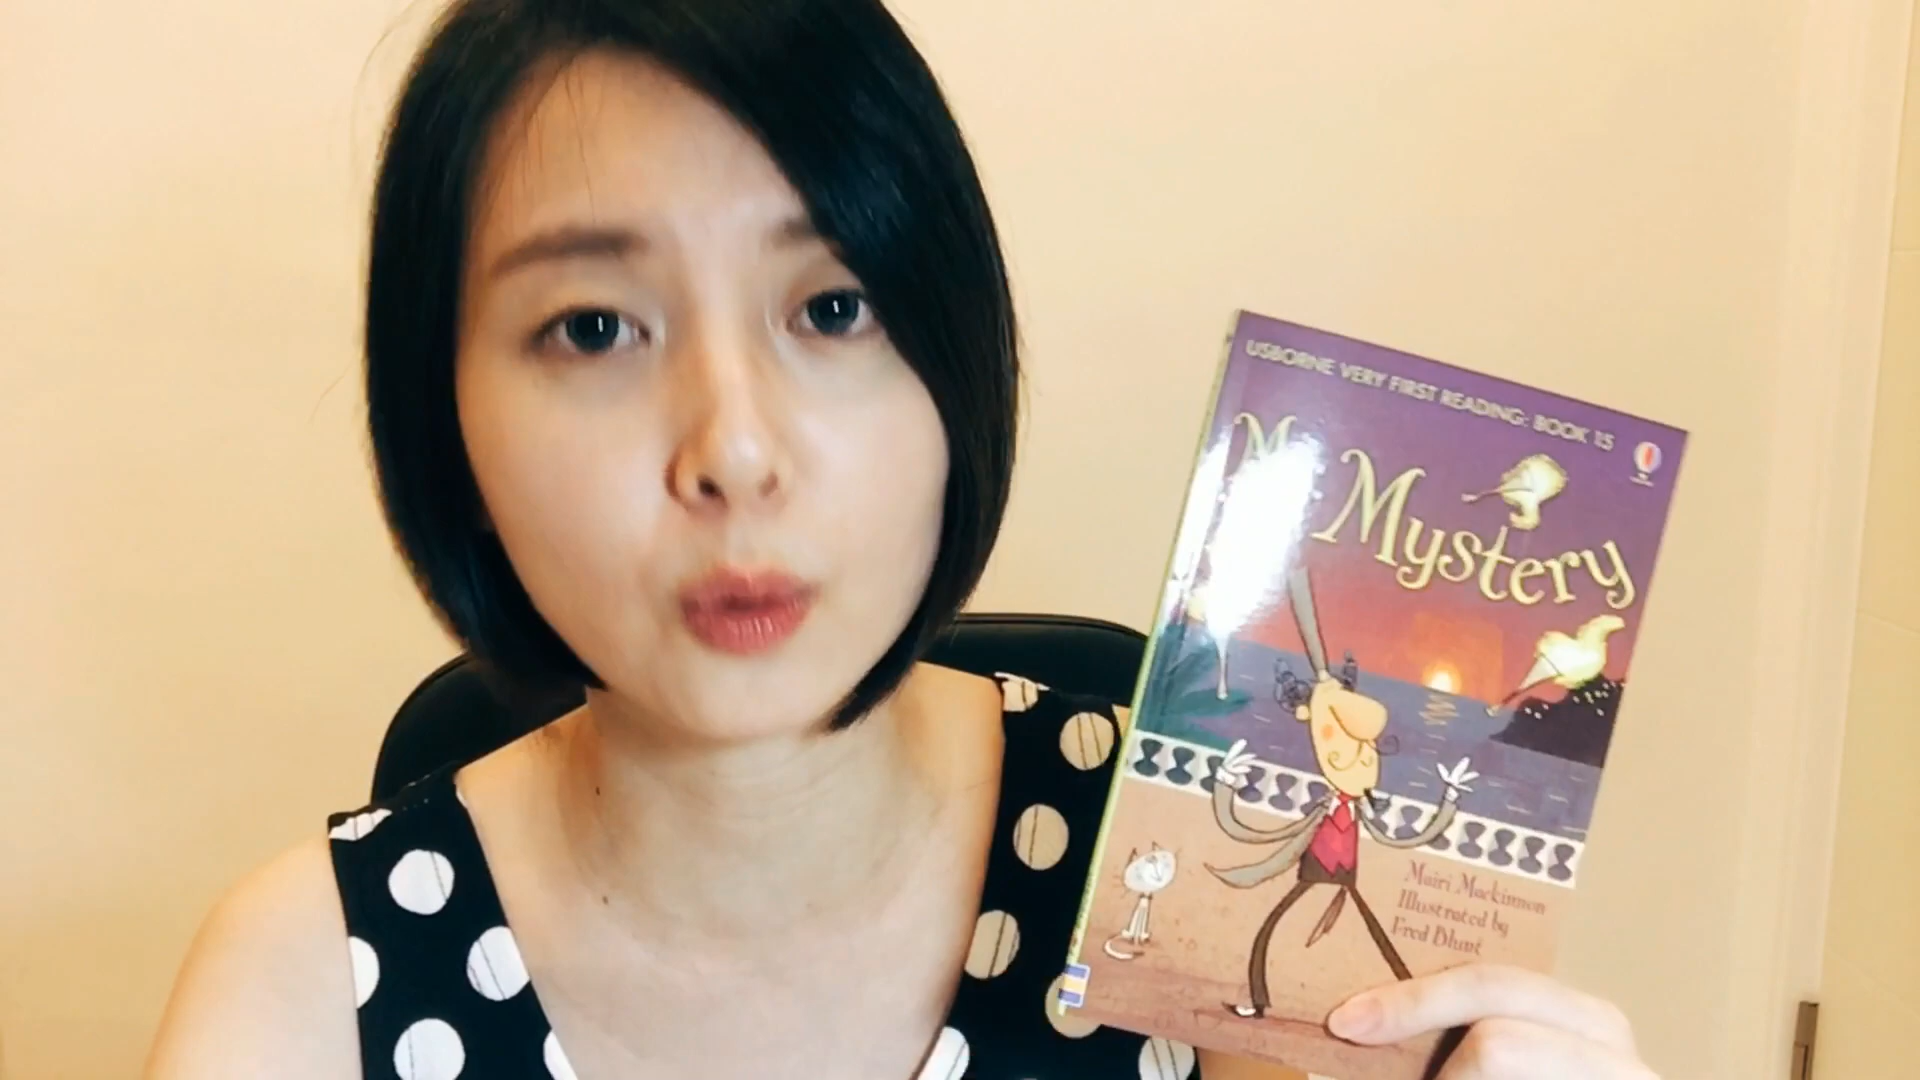 USBORNE VERY FIRST READING: BOOK 15
Mystery
Mairi Mackinnon
Illustrated by
Fred Blunt